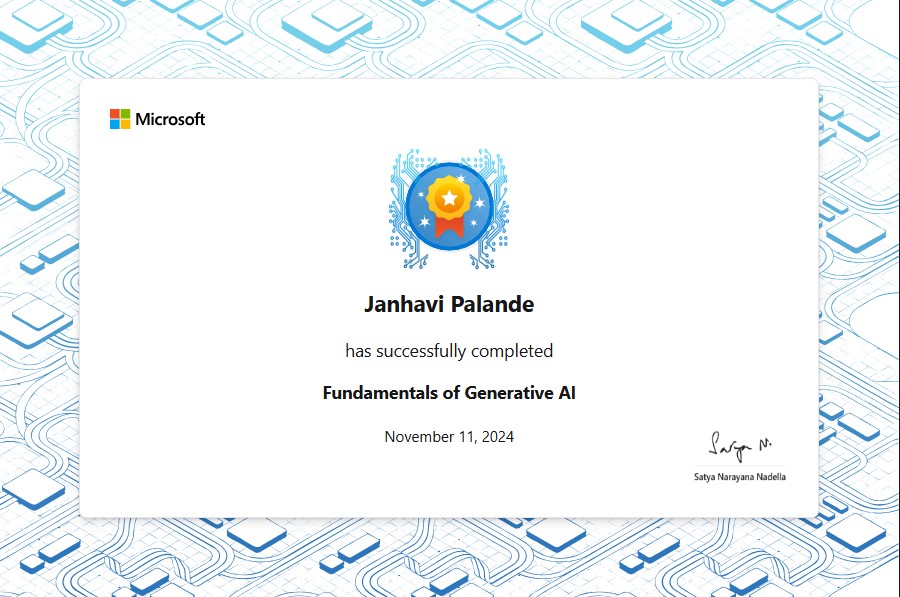 Microsoft
Janhavi Palande
has successfully completed
Fundamentals of Generative AI
November 11, 2024
Satya N.
Satya Narayana Nadella